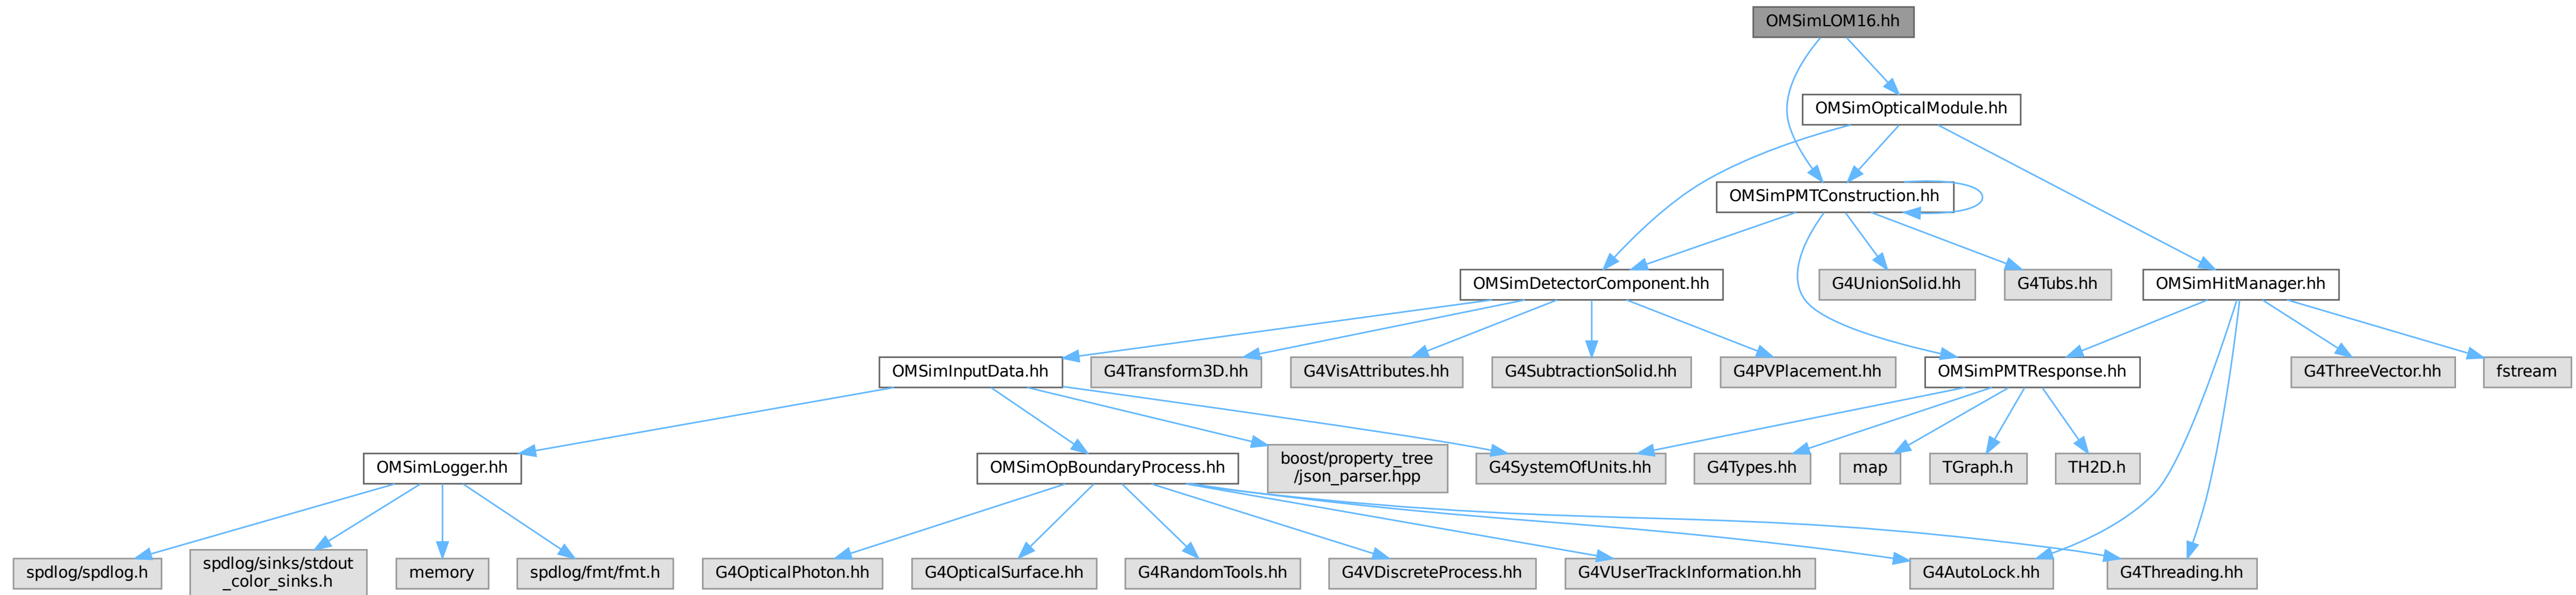 OMSimLOM16.hh
OMSimOpticalModule.hh
OMSimPMTConstruction.hh
OMSimDetectorComponent.hh
G4UnionSolid.hh
G4Tubs.hh
OMSimHitManager.hh
OMSimInputData.hh
G4Transform3D.hh
G4VisAttributes.hh
G4SubtractionSolid.hh
G4PVPlacement.hh
OMSimPMTResponse.hh
G4ThreeVector.hh
fstream
OMSimLogger.hh
OMSimOpBoundaryProcess.hh
boost/property_tree
/json_parser.hpp
G4SystemOfUnits.hh
G4Types.hh
map
TGraph.h
TH2D.h
spdlog/spdlog.h
spdlog/sinks/stdout
_color_sinks.h
memory
spdlog/fmt/fmt.h
G4OpticalPhoton.hh
G4OpticalSurface.hh
G4RandomTools.hh
G4VDiscreteProcess.hh
G4VUserTrackInformation.hh
G4AutoLock.hh
G4Threading.hh